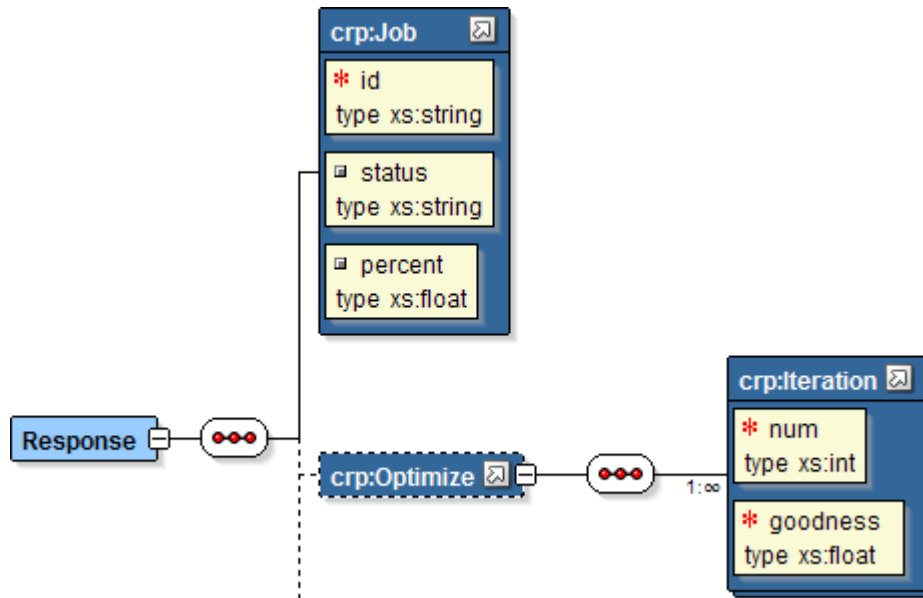 crp:Job
* id
type xs:string
status
type xs:string
percent
type xs:float
crp:Iteration
* num
type xs:int
* goodness
type xs:float
Response
crp:Optimize
1:∞